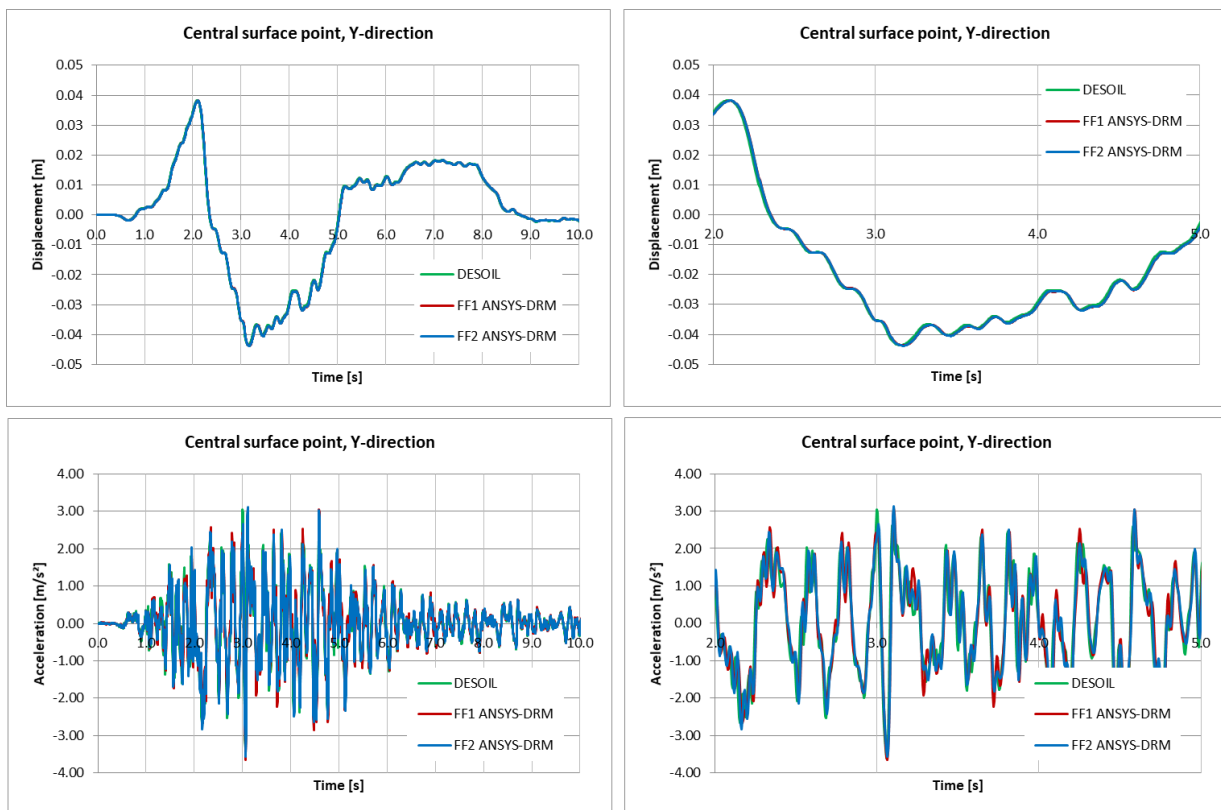 Central surface point, Y-direction
0.05
0.04
0.03
0.02
0.01
0.00
-0.01
-0.02
-0.03
-0.04
-0.05
Displacement [m]
0.0 1.0 2.0 3.0 4.0 5.0 6.0 7.0 8.0 9.0 10.0
DESOIL
FF1 ANSYS-DRM
FF2 ANSYS-DRM
Time [s]
Central surface point, Y-direction
0.05
0.04
0.03
0.02
0.01
0.00
-0.01
-0.02
-0.03
-0.04
-0.05
Displacement [m]
2.0 3.0 4.0 5.0
DESOIL
FF1 ANSYS-DRM
FF2 ANSYS-DRM
Time [s]
Central surface point, Y-direction
4.00
3.00
2.00
1.00
0.00
-1.00
-2.00
-3.00
-4.00
Acceleration [m/s²]
0.0 1.0 2.0 3.0 4.0 5.0 6.0 7.0 8.0 9.0 10.0
DESOIL
FF1 ANSYS-DRM
FF2 ANSYS-DRM
Time [s]
Central surface point, Y-direction
4.00
3.00
2.00
1.00
0.00
-1.00
-2.00
-3.00
-4.00
Acceleration [m/s²]
2.0 3.0 4.0 5.0
DESOIL
FF1 ANSYS-DRM
FF2 ANSYS-DRM
Time [s]